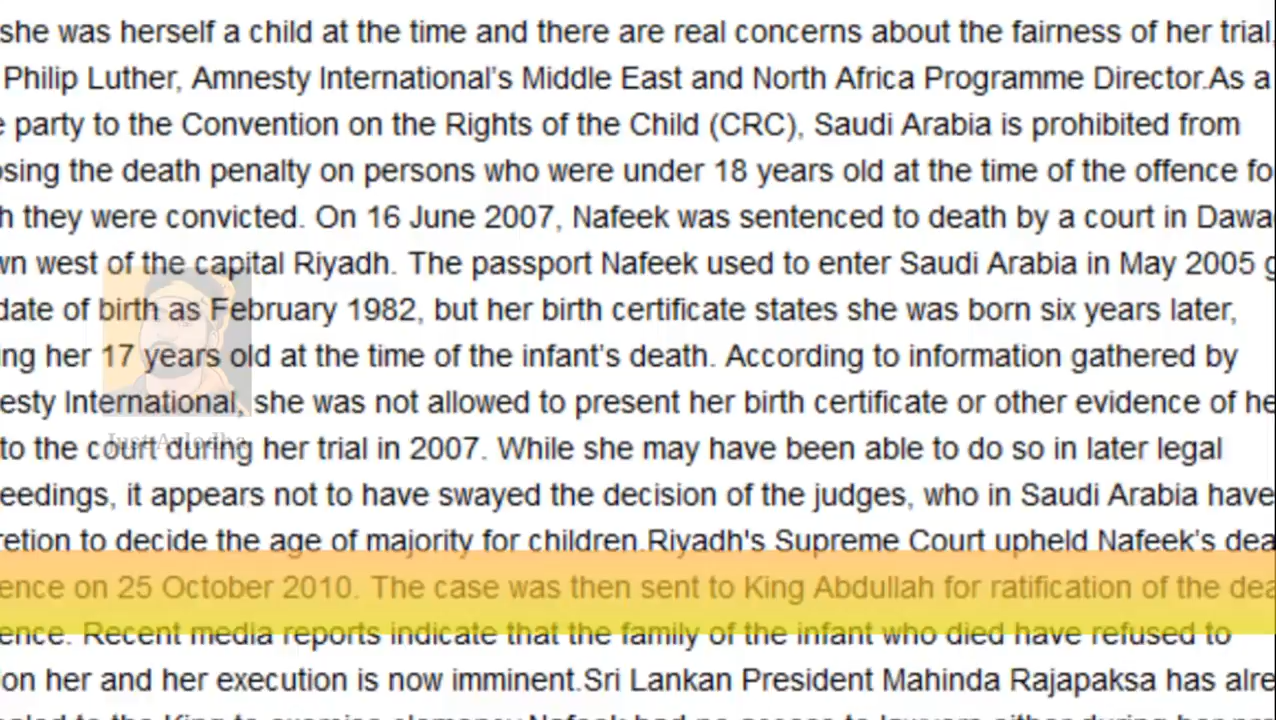 she was herself a child at the time and there are real concerns about the fairness of her trial,
Philip Luther, Amnesty International's Middle East and North Africa Programme Director.As a
e party to the Convention on the Rights of the Child (CRC), Saudi Arabia is prohibited from
osing the death penalty on persons who were under 18 years old at the time of the offence fo
h they were convicted. On 16 June 2007, Nafeek was sentenced to death by a court in Dawa
wn west of the capital Riyadh. The passport Nafeek used to enter Saudi Arabia in May 2005 g
date of birth as February 1982, but her birth certificate states she was born six years later,
ing her 17 years old at the time of the infant's death. According to information gathered by
esty International, she was not allowed to present her birth certificate or other evidence of he
to the court during her trial in 2007. While she may have been able to do so in later legal
eedings, it appears not to have swayed the decision of the judges, who in Saudi Arabia have
retion to decide the age of majority for children.Riyadh's Supreme Court upheld Nafeek's dea
ence on 25 October 2010. The case was then sent to King Abdullah for ratification of the dea
ence. Recent media reports indicate that the family of the infant who died have refused to
on her and her execution is now imminent.Sri Lankan President Mahinda Rajapaksa has alre